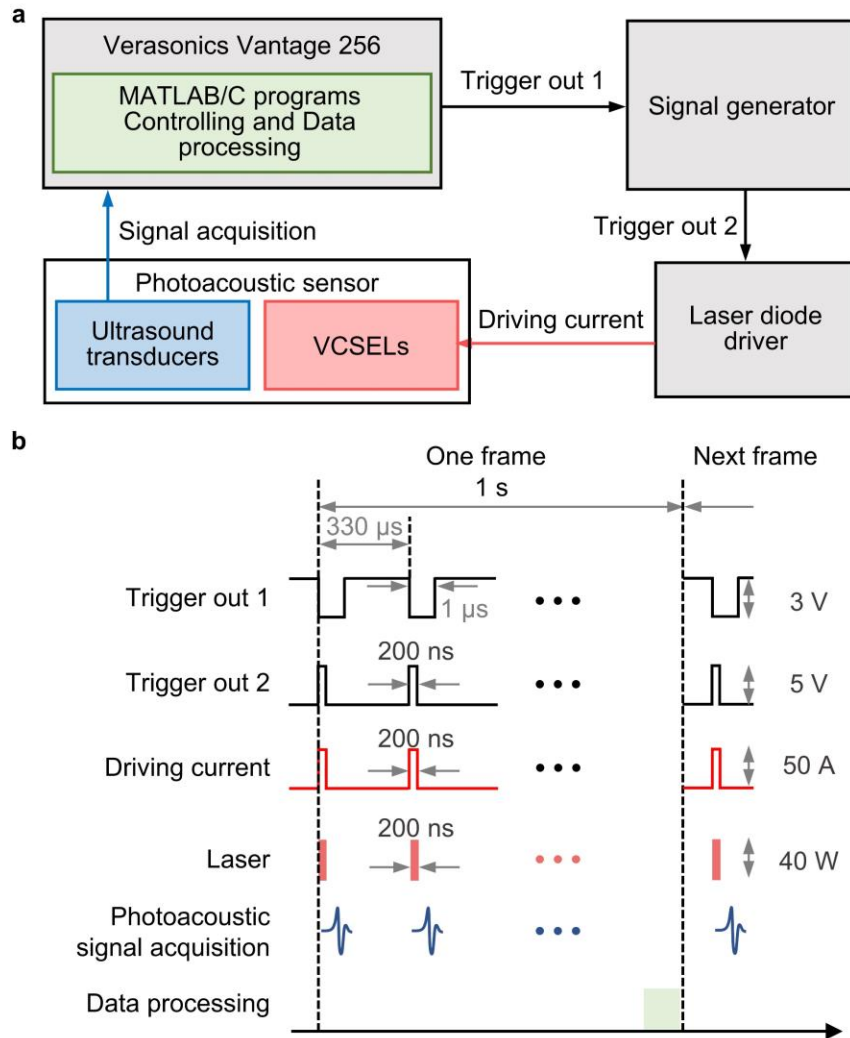 a
Verasonics Vantage 256
MATLAB/C programs
Controlling and Data
processing
Trigger out 1
Signal generator
Trigger out 2
Signal acquisition
Photoacoustic sensor
Ultrasound
transducers
VCSELs
Driving current
Laser diode
driver
b
One frame
Next frame
1 s
330 µs
Trigger out 1
1 µs
3 V
200 ns
Trigger out 2
5 V
200 ns
Driving current
50 A
200 ns
Laser
40 W
Photoacoustic
signal acquisition
Data processing